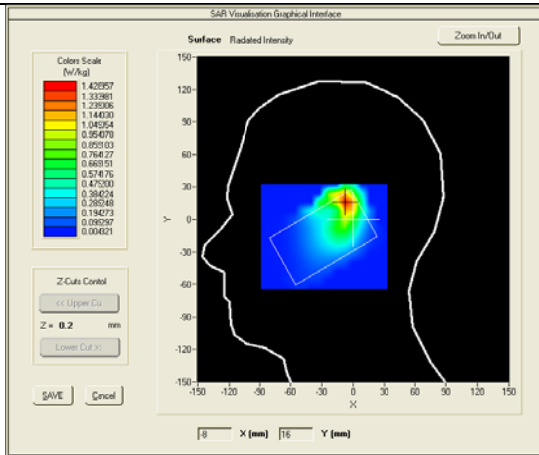 SAR Visualisation Graphical Interface
Surface Radiated Intensity
Zoom In/Out
Colors Scale
(W/kg)
1.428957
1.333981
1.239006
1.144030
1.049054
0.954078
0.859103
0.764127
0.669151
0.574176
0.479200
0.384224
0.289248
0.194273
0.099297
0.004321
150
120
90
60
30
0
-30
-60
-90
-120
-150
Y
-150 -120 -90 -60 -30 0 30 60 90 120 150
X
Z-Cuts Control
<< Upper Cu
Z = 0.2 mm
Lower Cut >:
SAVE Cancel
-8 X (mm) 16 Y (mm)